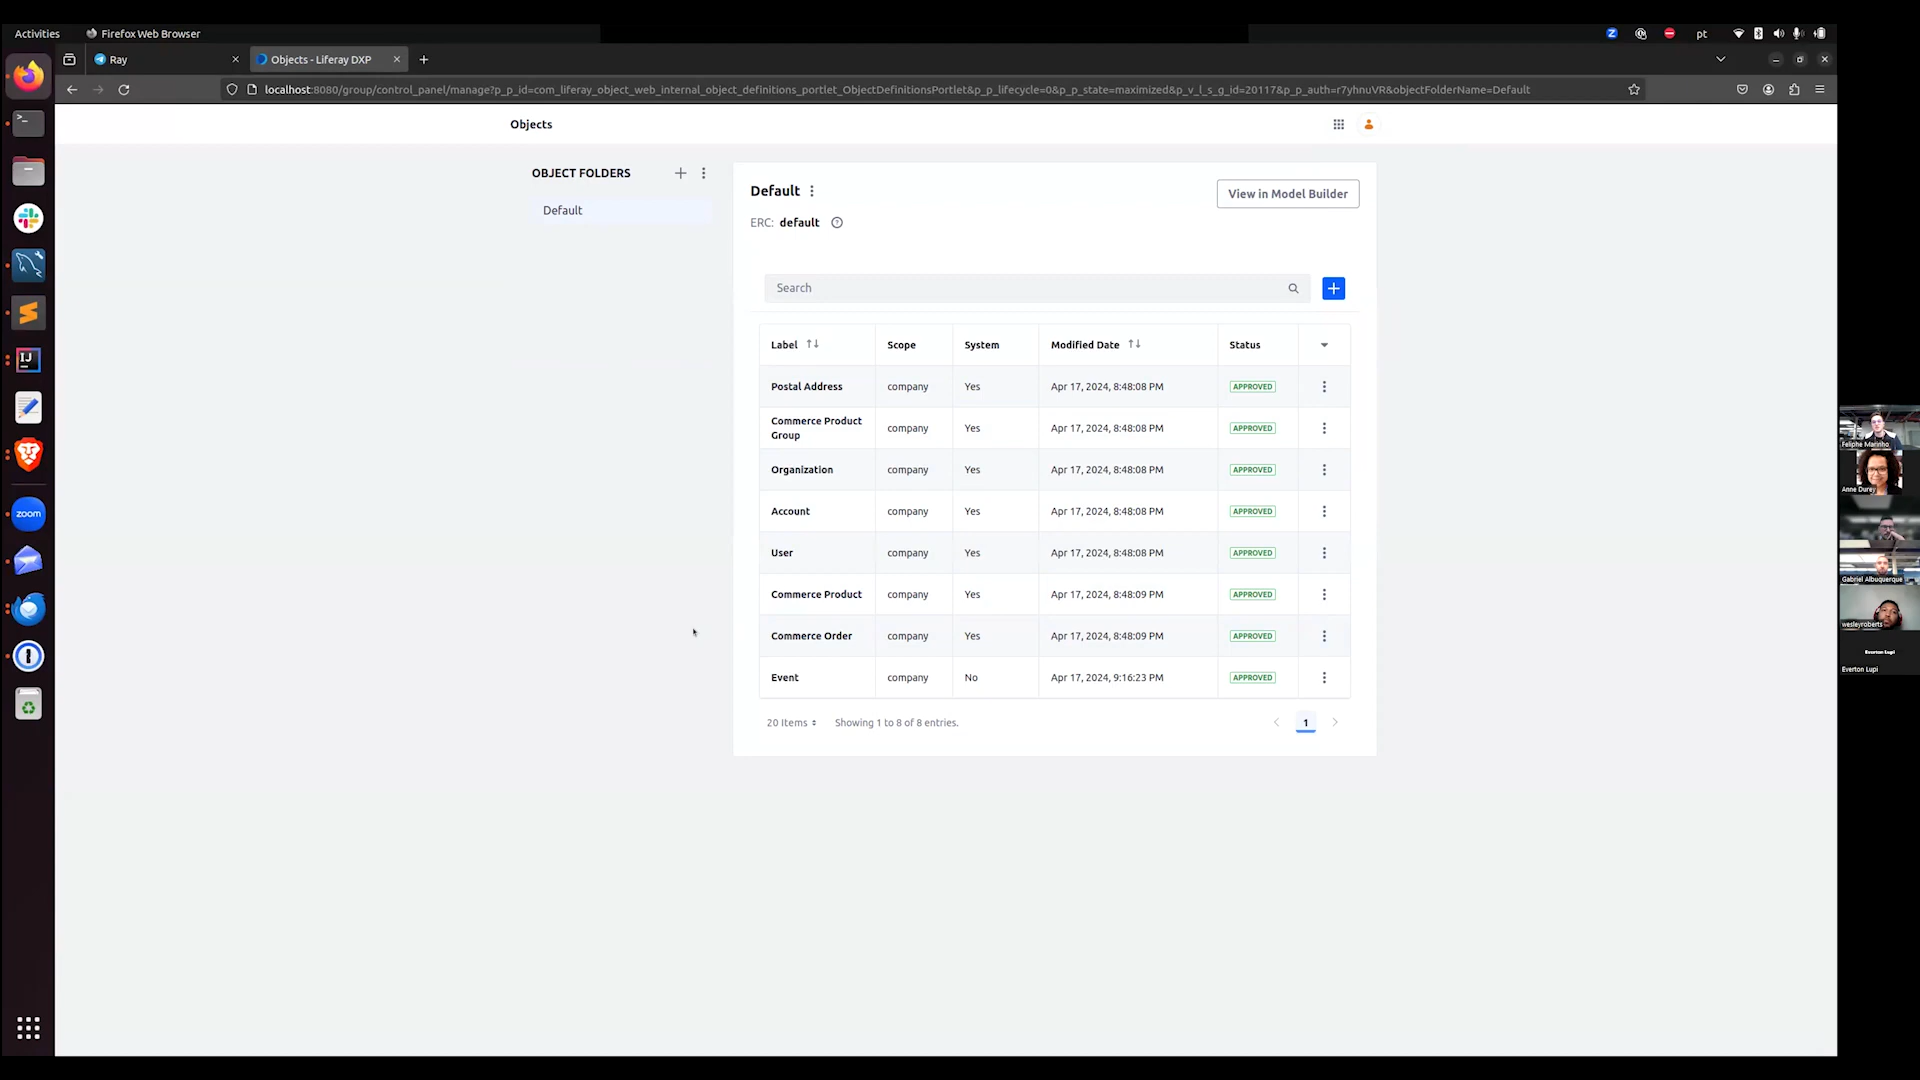 Activities
Firefox Web Browser
pt
Ray
Objects - Liferay DXP
localhost:8080/group/control_panel/manage?p_p_id=com_liferay_object_web_internal_object_definitions_portlet_ObjectDefinitionsPortlet&p_p_lifecycle=0&p_p_state=maximized&p_v_l_s_g_id=20117&p_p_auth=r7yhnuVR&objectFolderName=Default
Objects
OBJECT FOLDERS
Default
Default
View in Model Builder
ERC: default
Search
Label Scope System Modified Date Status
Postal Address company Yes Apr 17, 2024, 8:48:08 PM APPROVED
Commerce Product Group company Yes Apr 17, 2024, 8:48:08 PM APPROVED
Organization company Yes Apr 17, 2024, 8:48:08 PM APPROVED
Account company Yes Apr 17, 2024, 8:48:08 PM APPROVED
User company Yes Apr 17, 2024, 8:48:08 PM APPROVED
Commerce Product company Yes Apr 17, 2024, 8:48:09 PM APPROVED
Commerce Order company Yes Apr 17, 2024, 8:48:09 PM APPROVED
Event company No Apr 17, 2024, 9:16:23 PM APPROVED
20 Items Showing 1 to 8 of 8 entries. 1
IJ
zoom
Feliphe Marinho
Anne Durey
Gabriel Albuquerque
wesleyroberts
Everton Lupi
Everton Lupi